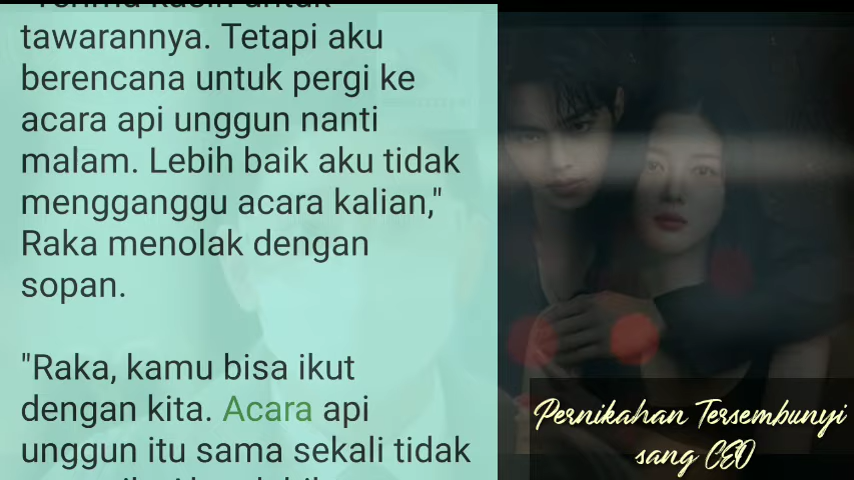 tawarannya. Tetapi aku
berencana untuk pergi ke
acara api unggun nanti
malam. Lebih baik aku tidak
mengganggu acara kalian,"
Raka menolak dengan
sopan.
"Raka, kamu bisa ikut
dengan kita. Acara api
unggun itu sama sekali tidak
Pernikahan Tersembunyi
sang CEO